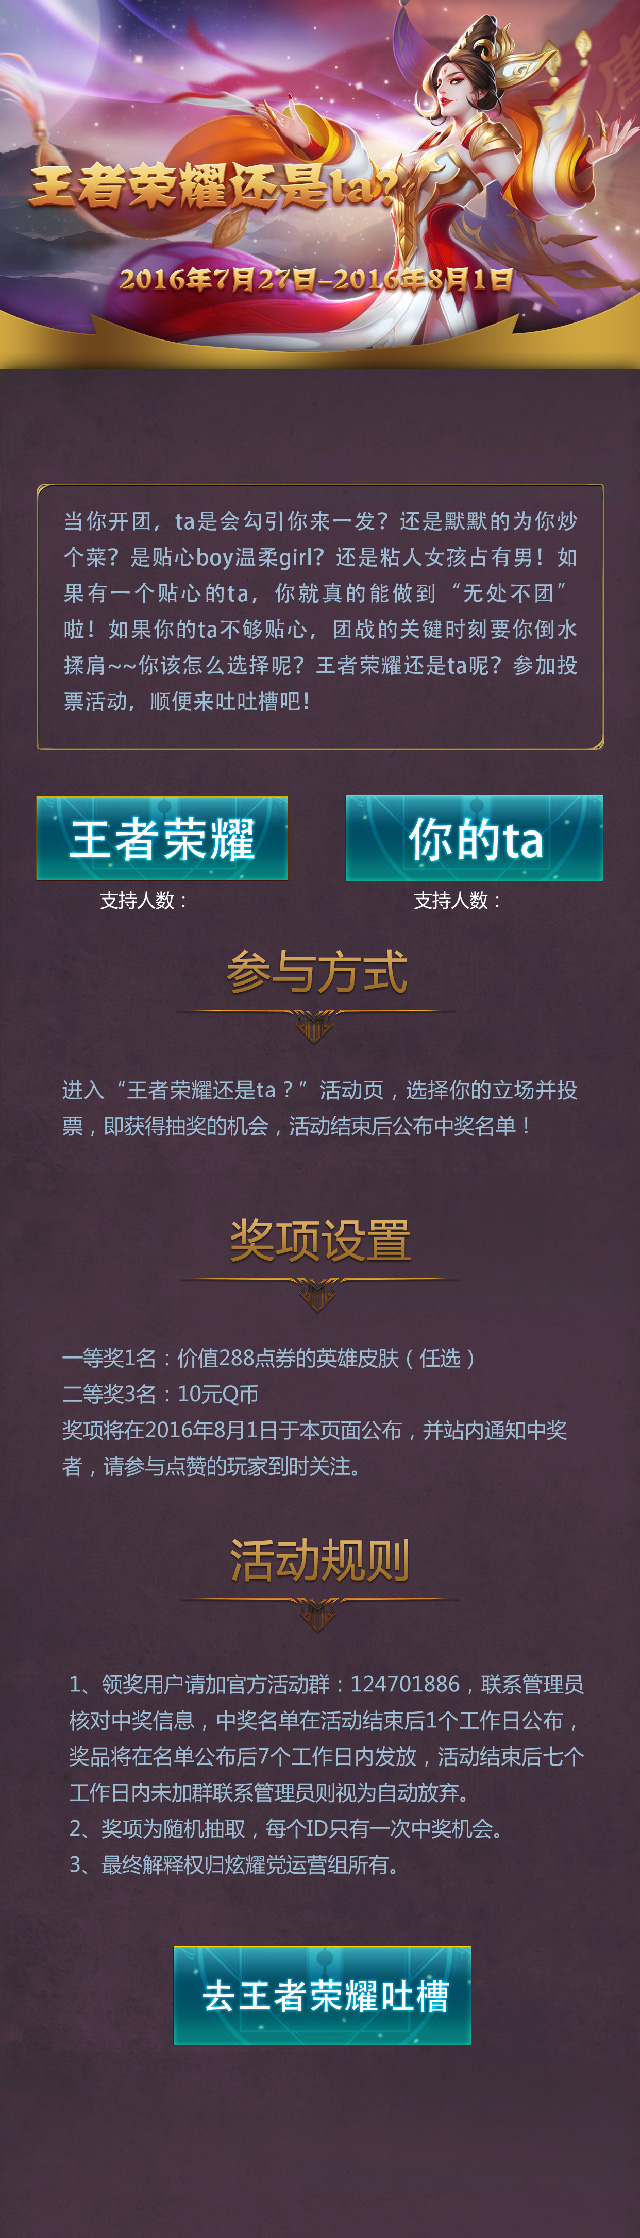 王者荣耀还是ta?
2016年7月27日-2016年8月1日
当你开团，ta是会勾引你来一发？还是默默的为你炒
个菜？是贴心boy温柔girl？还是粘人女孩占有男！如
果有一个贴心的ta，你就真的能做到“无处不团”
啦！如果你的ta不够贴心，团战的关键时刻要你倒水
揉肩~~你该怎么选择呢？王者荣耀还是ta呢？参加投
票活动，顺便来吐吐槽吧！
王者荣耀
你的ta
支持人数：
支持人数：
参与方式
进入“王者荣耀还是ta？”活动页，选择你的立场并投
票，即获得抽奖的机会，活动结束后公布中奖名单！
奖项设置
一等奖1名：价值288点券的英雄皮肤（任选）
二等奖3名：10元Q币
奖项将在2016年8月1日于本页面公布，并站内通知中奖
者，请参与点赞的玩家到时关注。
活动规则
1、领奖用户请加官方活动群：124701886，联系管理员
核对中奖信息，中奖名单在活动结束后1个工作日公布，
奖品将在名单公布后7个工作日内发放，活动结束后七个
工作日内未加群联系管理员则视为自动放弃。
2、奖项为随机抽取，每个ID只有一次中奖机会。
3、最终解释权归炫耀党运营组所有。
去王者荣耀吐槽